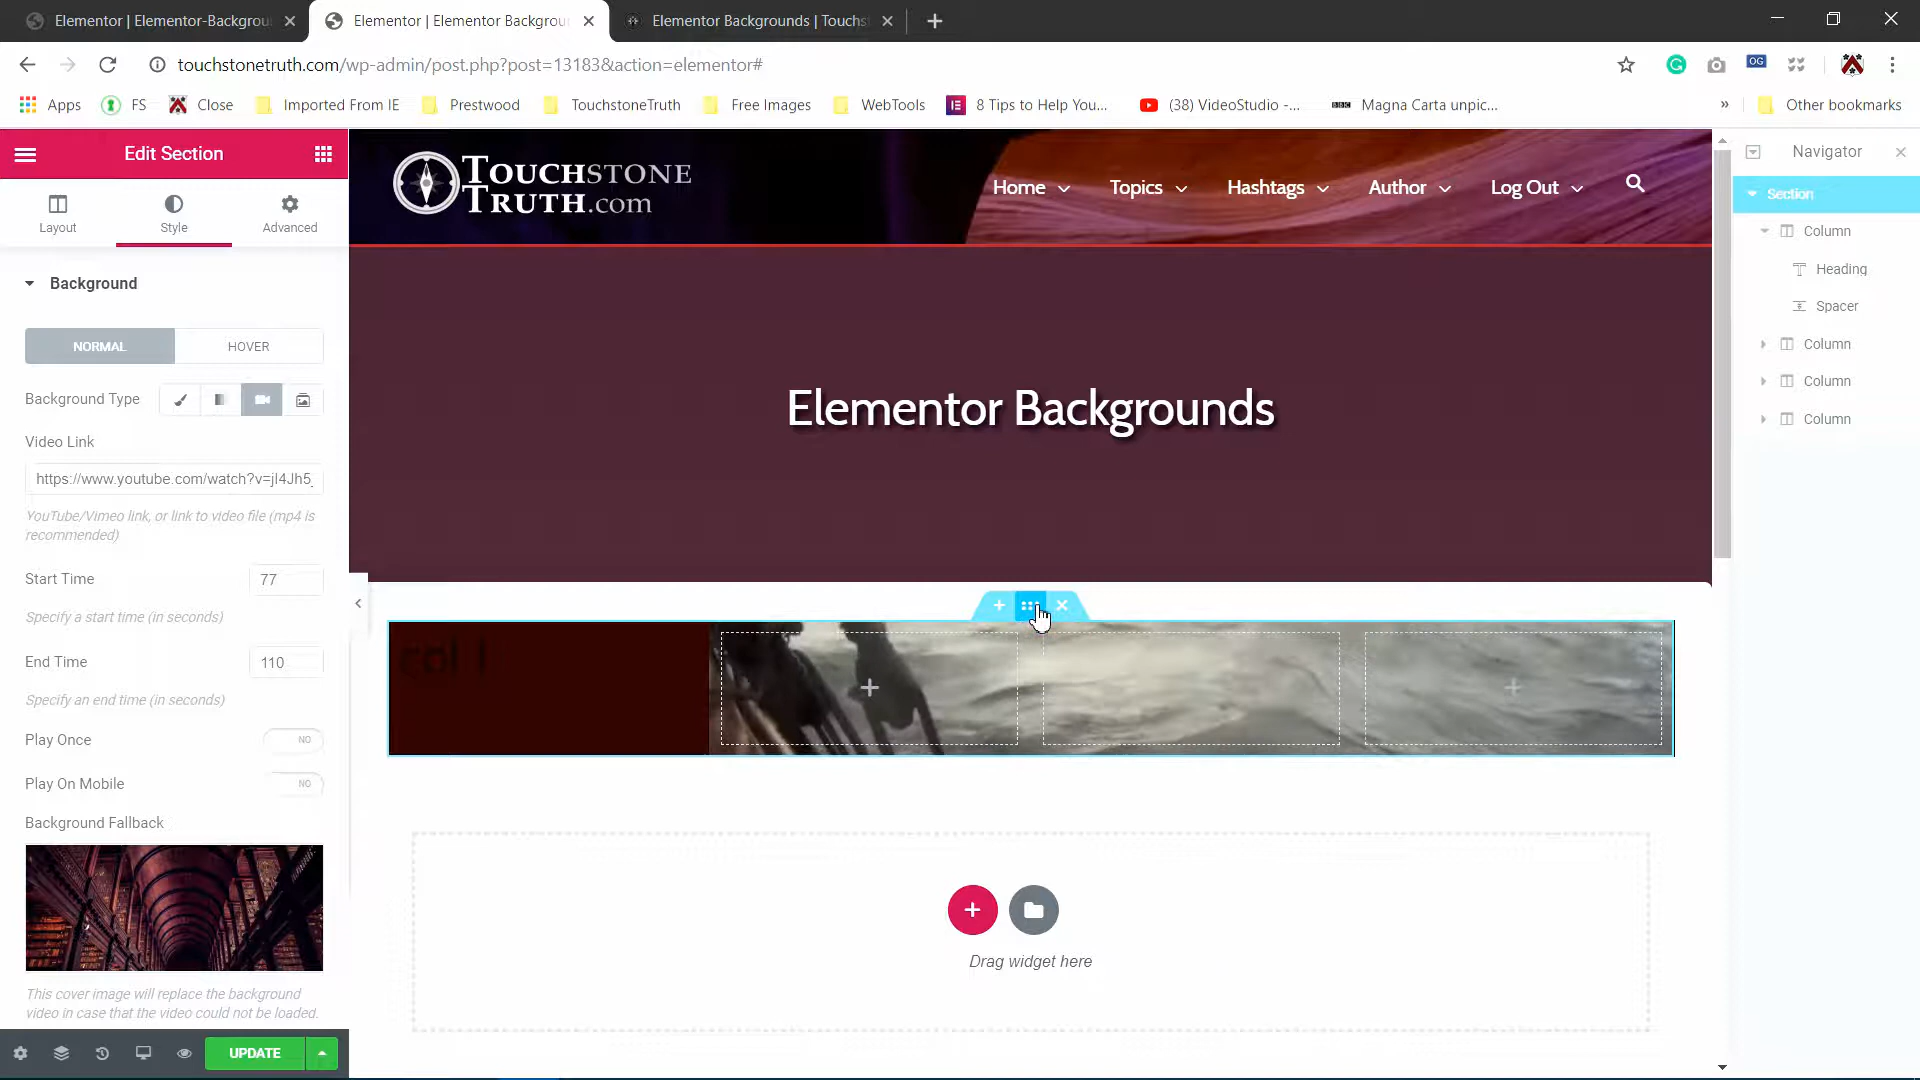 Elementor | Elementor-Backgrou
Elementor | Elementor Backgrou
Elementor Backgrounds | Touchs
touchstonetruth.com/wp-admin/post.php?post=13183&action=elementor#
OG
Apps
FS
Close
Imported From IE
Prestwood
TouchstoneTruth
Free Images
WebTools
8 Tips to Help You...
(38) VideoStudio -...
BBC
Magna Carta unpic...
»
Other bookmarks
Edit Section
Layout
Style
Advanced
Background
NORMAL
HOVER
Background Type
Video Link
https://www.youtube.com/watch?v=jI4Jh5_
YouTube/Vimeo link, or link to video file (mp4 is
recommended)
Start Time
77
Specify a start time (in seconds)
End Time
110
Specify an end time (in seconds)
Play Once
NO
Play On Mobile
NO
Background Fallback
This cover image will replace the background
video in case that the video could not be loaded.
UPDATE
TOUCHSTONE
TRUTH.com
Home
Topics
Hashtags
Author
Log Out
Elementor Backgrounds
col 1
Drag widget here
Navigator
Section
Column
Heading
Spacer
Column
Column
Column